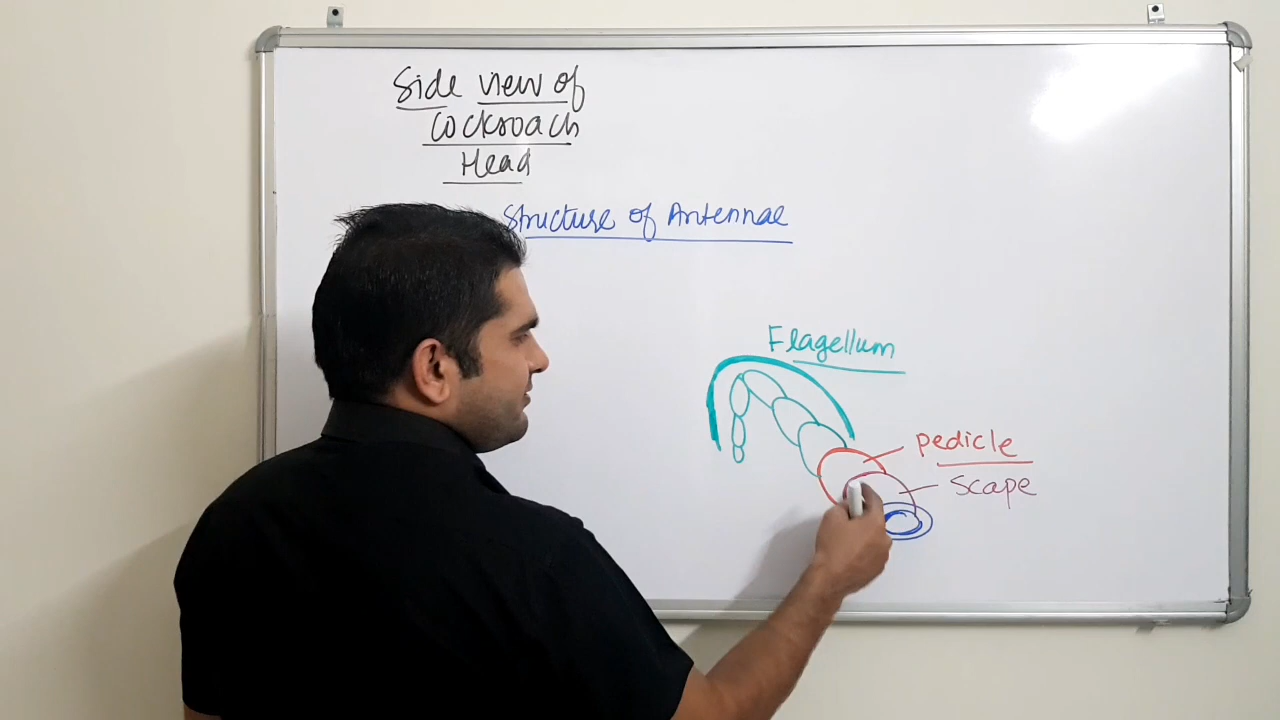 Side view of
Cockroach
Head
Structure of Antennae
Flagellum
pedicle
scape